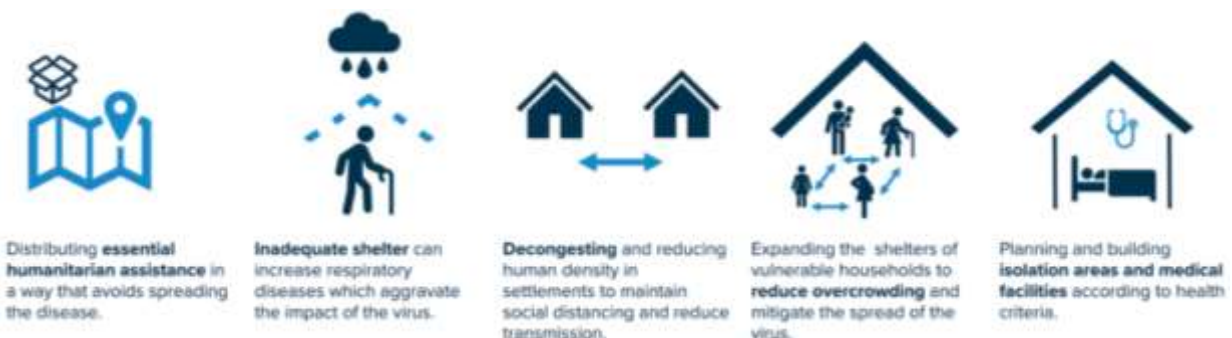 Distributing essential
humanitarian assistance in
a way that avoids spreading
the disease.
Inadequate shelter can
increase respiratory
diseases which aggravate
the impact of the virus.
Decongesting and reducing
human density in
settlements to maintain
social distancing and reduce
transmission.
Expanding the shelters of
vulnerable households to
reduce overcrowding and
mitigate the spread of the
virus.
Planning and building
isolation areas and medical
facilities according to health
criteria.